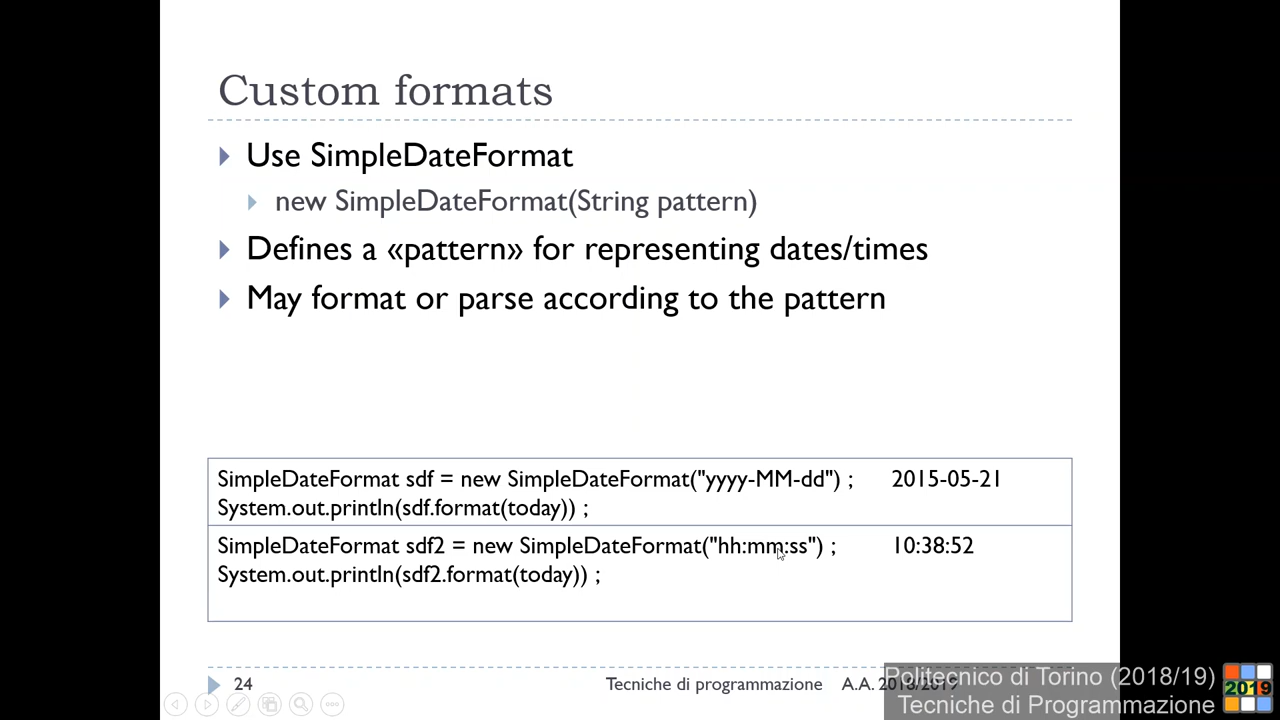 Custom formats
Use SimpleDateFormat
new SimpleDateFormat(String pattern)
Defines a «pattern» for representing dates/times
May format or parse according to the pattern
SimpleDateFormat sdf = new SimpleDateFormat("yyyy-MM-dd") ; 2015-05-21
System.out.println(sdf.format(today)) ;
SimpleDateFormat sdf2 = new SimpleDateFormat("hh:mm:ss") ; 10:38:52
System.out.println(sdf2.format(today)) ;
24 Tecniche di programmazione A.A. 2018/2019
Politecnico di Torino (2018/19)
Tecniche di Programmazione
2019